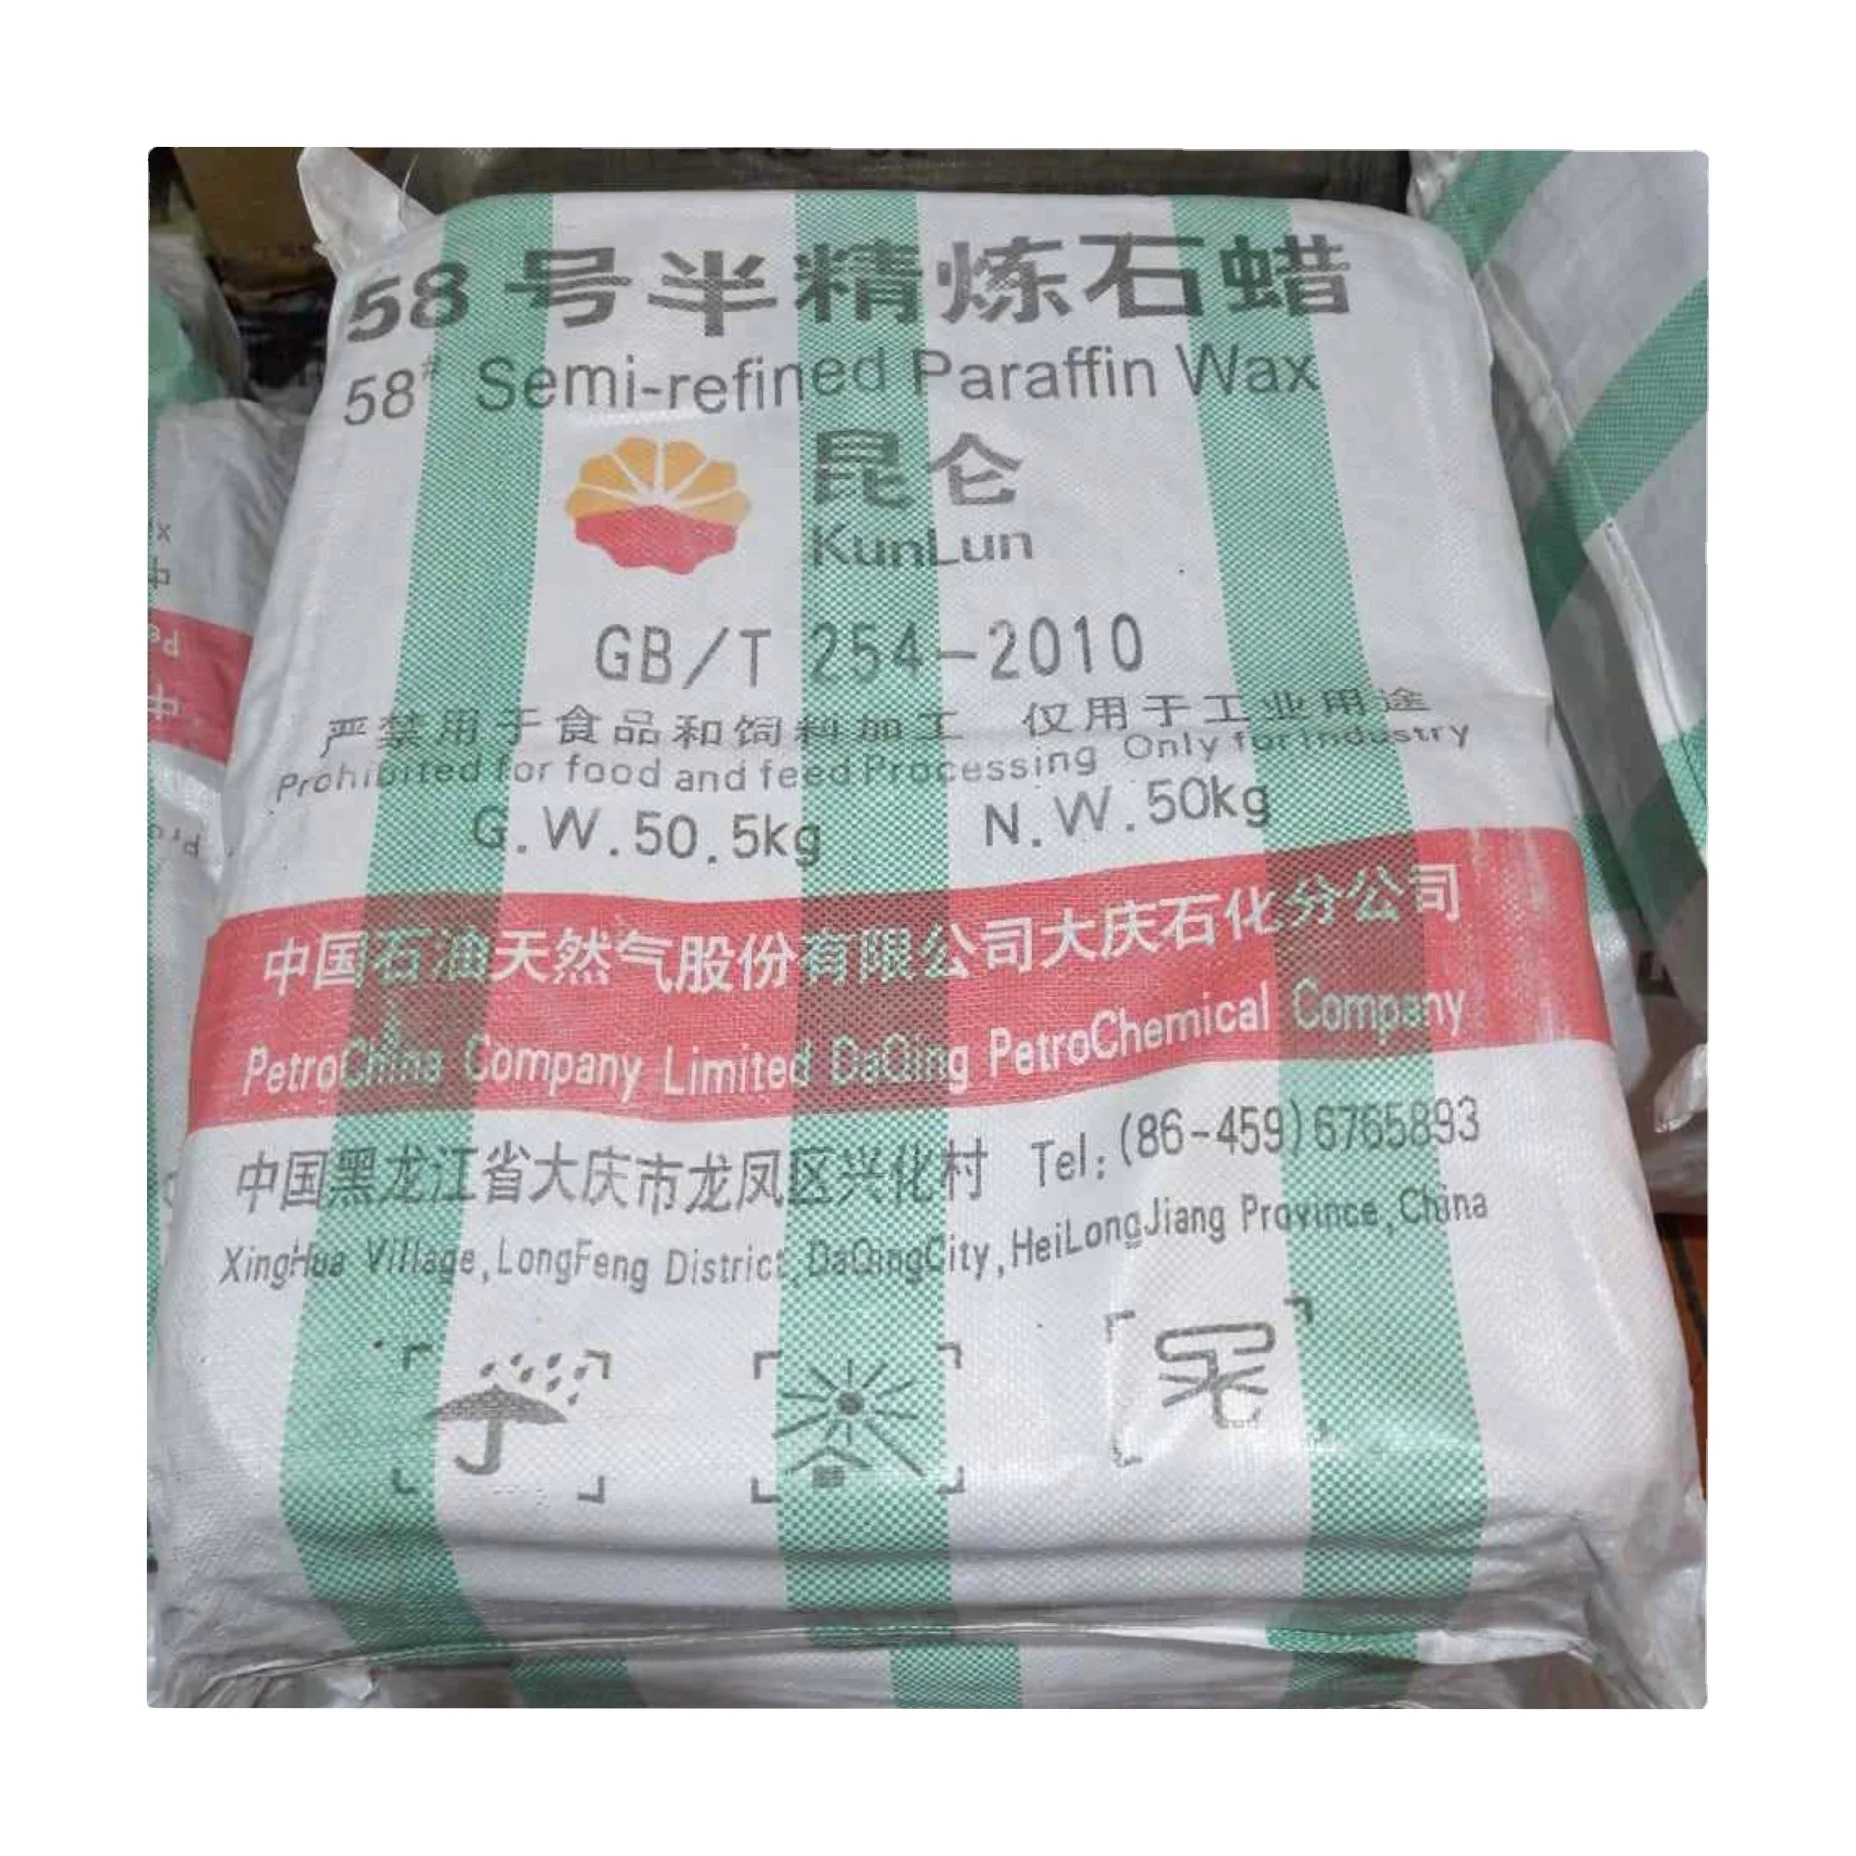 58号半精炼石蜡
58# Semi-refined Paraffin Wax
昆仑
KunLun
GB/T 254-2010
严禁用于食品和饲料加工 仅用于工业用途
Prohibited for food and feed Processing Only for Industry
G.W.50.5kg N.W.50kg
中国石油天然气股份有限公司大庆石化分公司
PetroChina Company Limited DaQing PetroChemical Company
中国黑龙江省大庆市龙凤区兴化村 Tel:(86-459)6765893
XingHua Village,LongFeng District,DaQingCity,HeiLongJiang Province,China